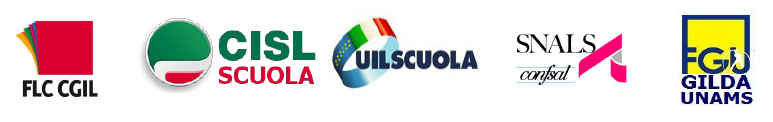 FLC CGIL
CISL
SCUOLA
UILSCUOLA
SNALS
confsal
FGU
GILDA
UNAMS